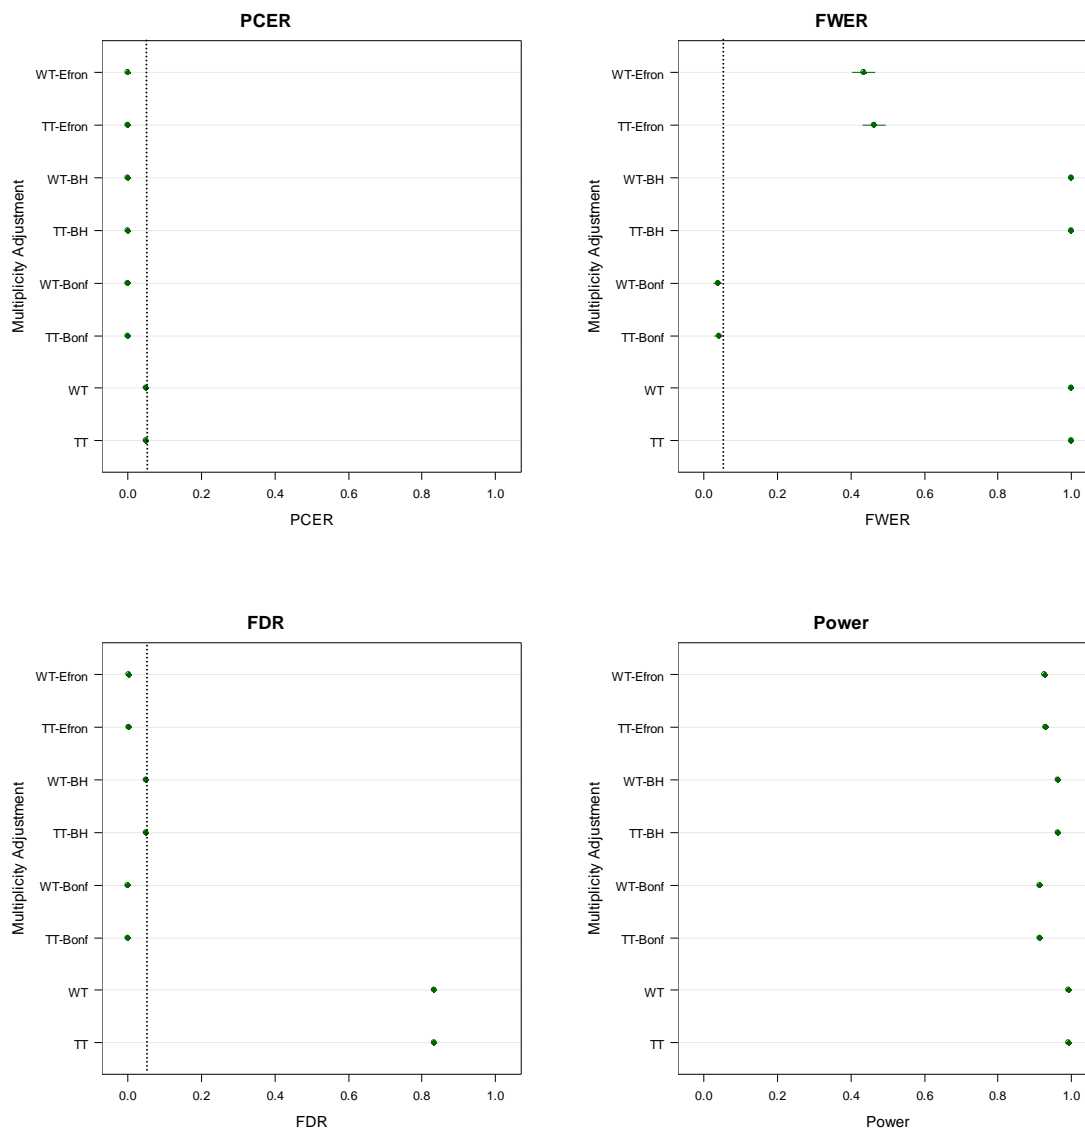 PCER
Multiplicity Adjustment
WT-Efron
TT-Efron
WT-BH
TT-BH
WT-Bonf
TT-Bonf
WT
TT
0.0 0.2 0.4 0.6 0.8 1.0
PCER
FWER
Multiplicity Adjustment
WT-Efron
TT-Efron
WT-BH
TT-BH
WT-Bonf
TT-Bonf
WT
TT
0.0 0.2 0.4 0.6 0.8 1.0
FWER
FDR
Multiplicity Adjustment
WT-Efron
TT-Efron
WT-BH
TT-BH
WT-Bonf
TT-Bonf
WT
TT
0.0 0.2 0.4 0.6 0.8 1.0
FDR
Power
Multiplicity Adjustment
WT-Efron
TT-Efron
WT-BH
TT-BH
WT-Bonf
TT-Bonf
WT
TT
0.0 0.2 0.4 0.6 0.8 1.0
Power